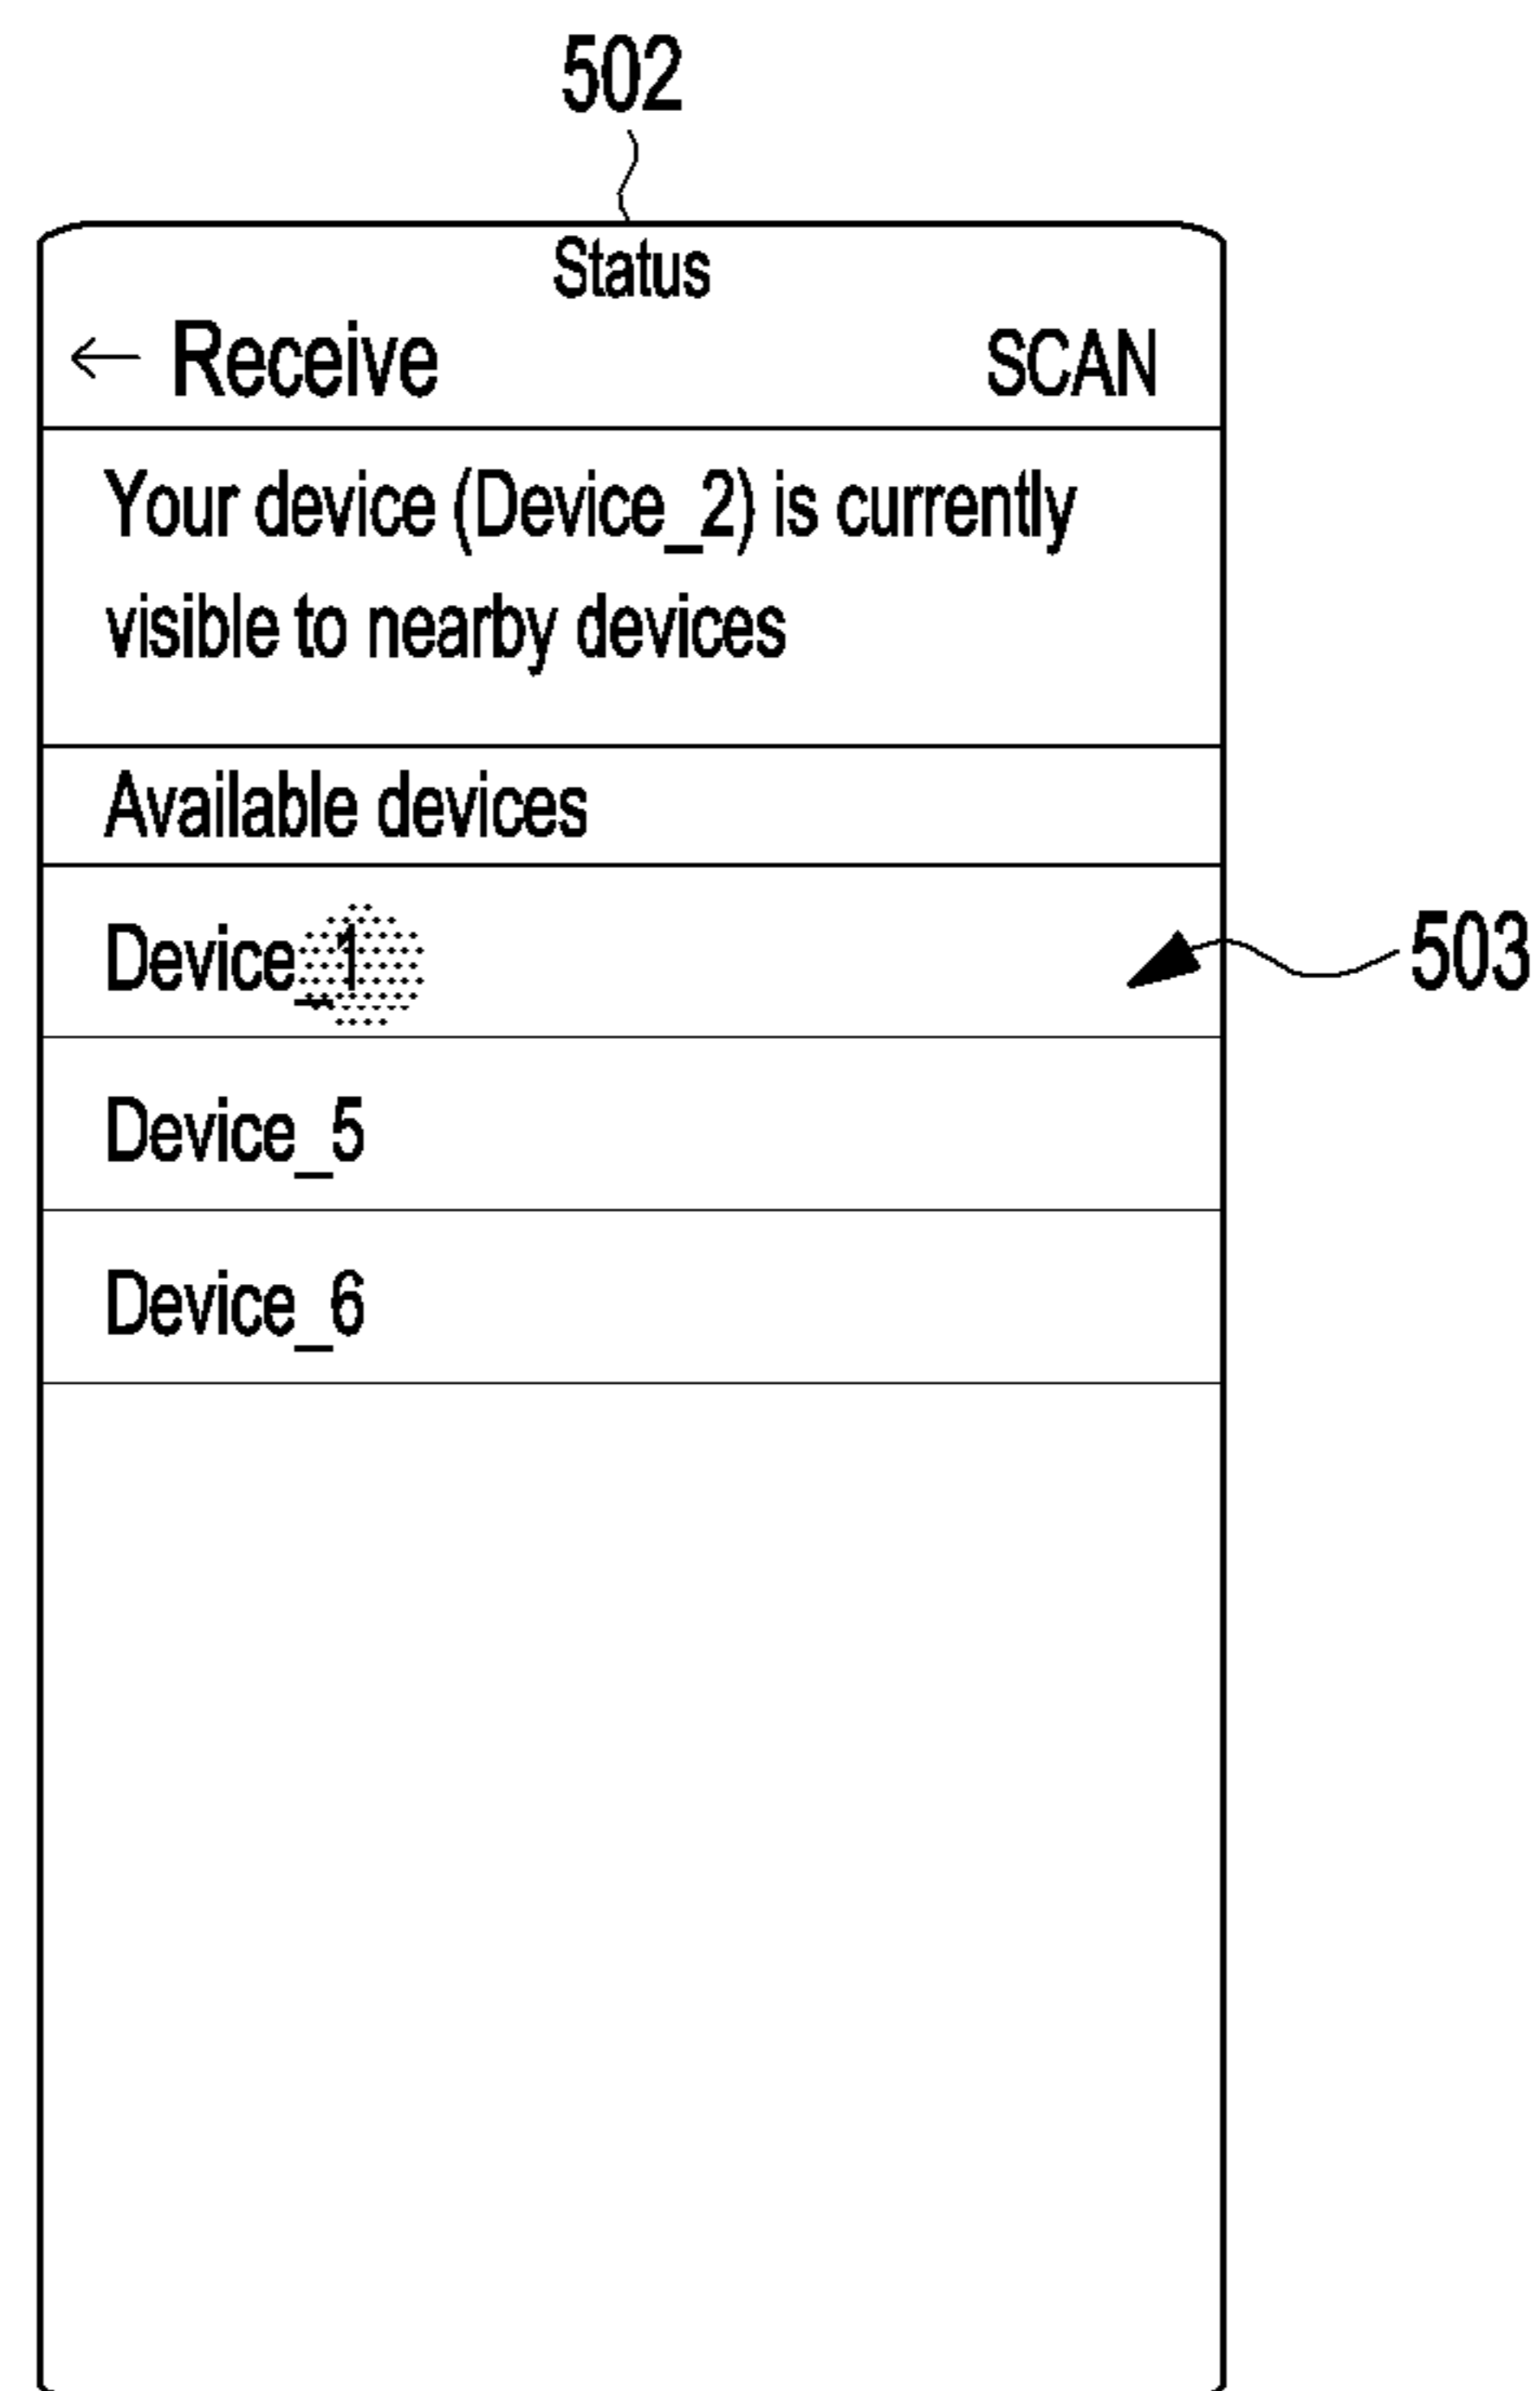 502
Status
← Receive SCAN
Your device (Device_2) is currently
visible to nearby devices
Available devices
Device_1
503
Device_5
Device_6